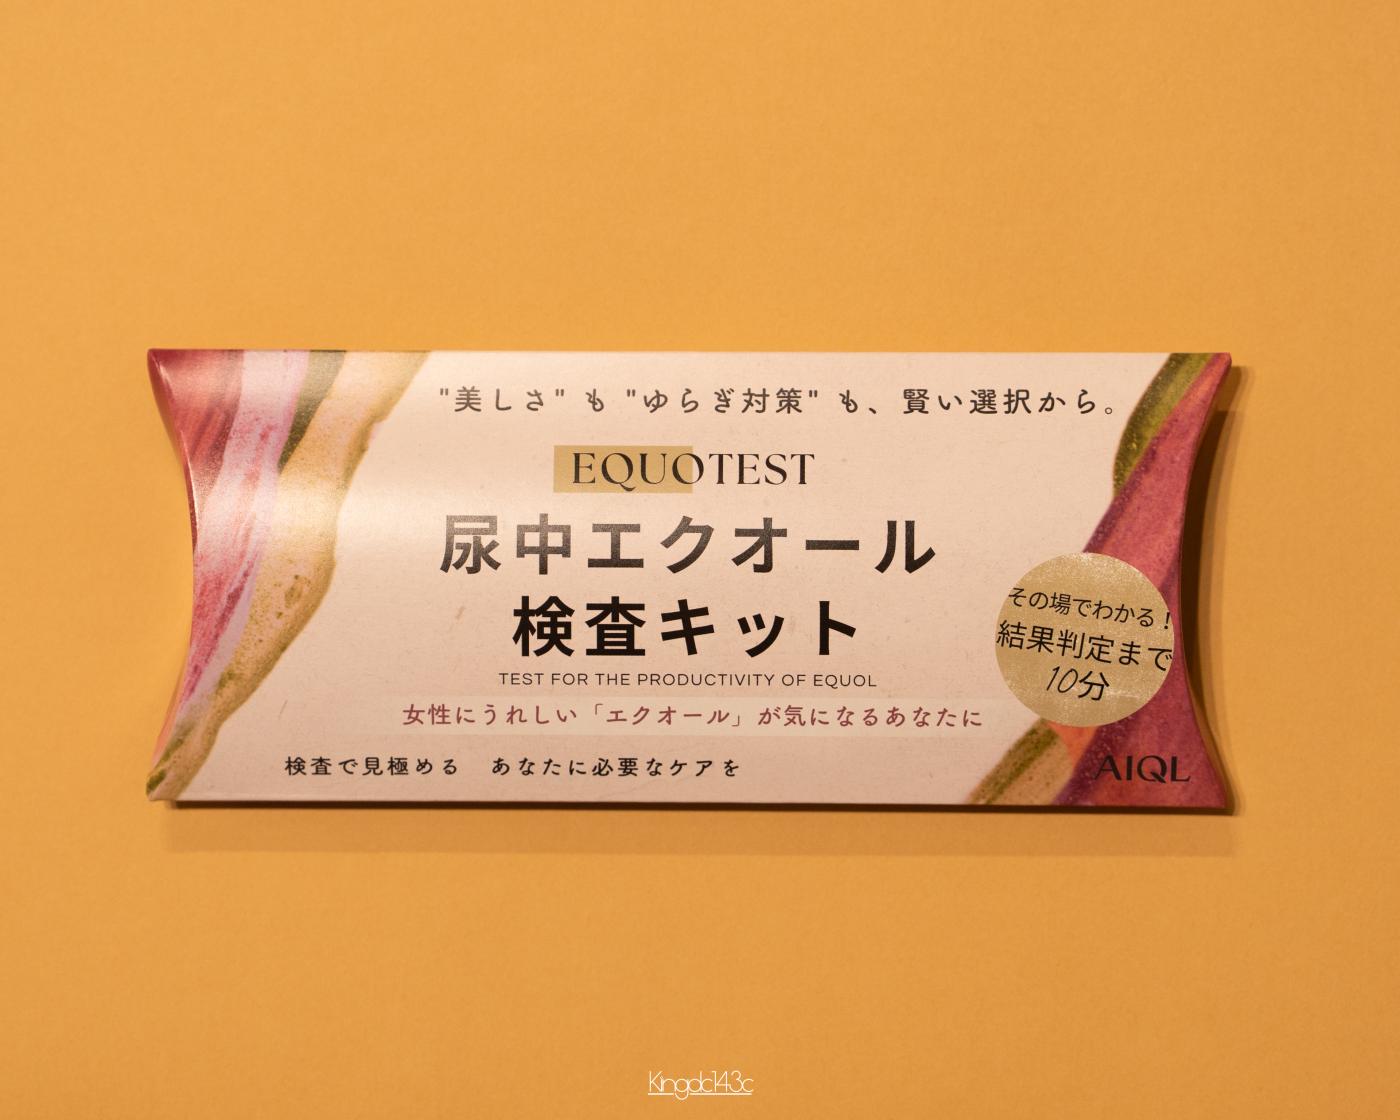 "美しさ" も "ゆらぎ対策" も、賢い選択から。
EQUOTEST
尿中エクオール
検査キット
TEST FOR THE PRODUCTIVITY OF EQUOL
女性にうれしい「エクオール」が気になるあなたに
検査で見極める　あなたに必要なケアを
その場でわかる！
結果判定まで
10分
AIQL
Kingdc143c